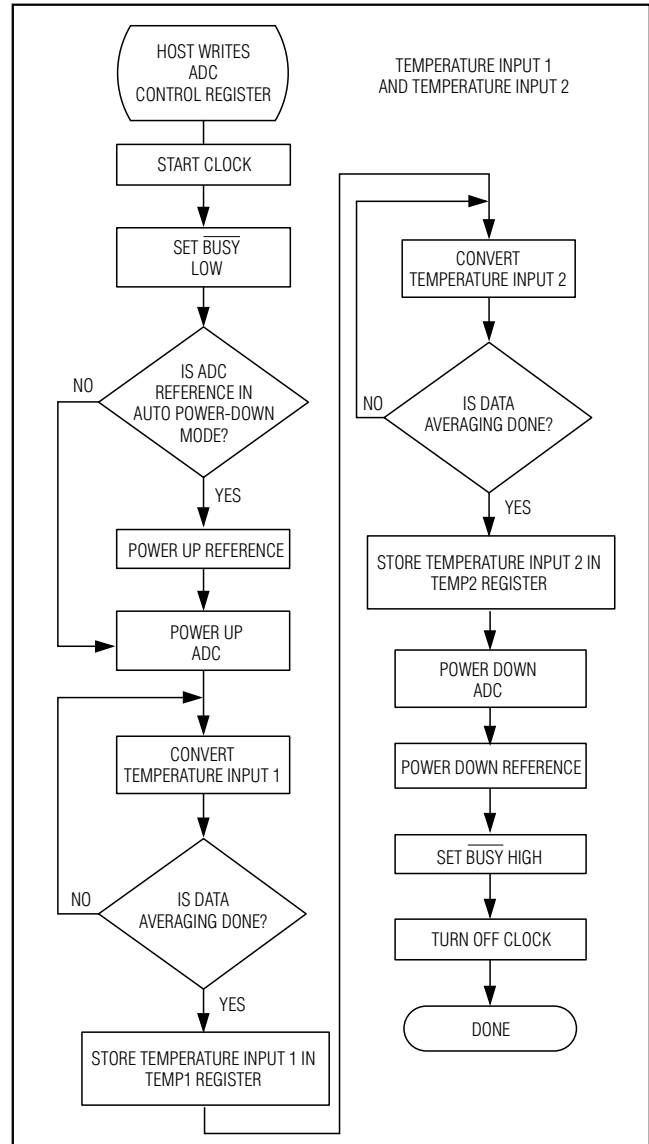 HOST WRITES
ADC
CONTROL REGISTER
START CLOCK
SET BUSY
LOW
IS ADC
REFERENCE IN
AUTO POWER-DOWN
MODE?
NO
YES
POWER UP REFERENCE
POWER UP
ADC
CONVERT
TEMPERATURE INPUT 1
IS DATA
AVERAGING DONE?
NO
YES
STORE TEMPERATURE INPUT 1 IN
TEMP1 REGISTER
TEMPERATURE INPUT 1
AND TEMPERATURE INPUT 2
CONVERT
TEMPERATURE INPUT 2
IS DATA
AVERAGING DONE?
NO
YES
STORE TEMPERATURE INPUT 2 IN
TEMP2 REGISTER
POWER DOWN
ADC
POWER DOWN REFERENCE
SET BUSY HIGH
TURN OFF CLOCK
DONE